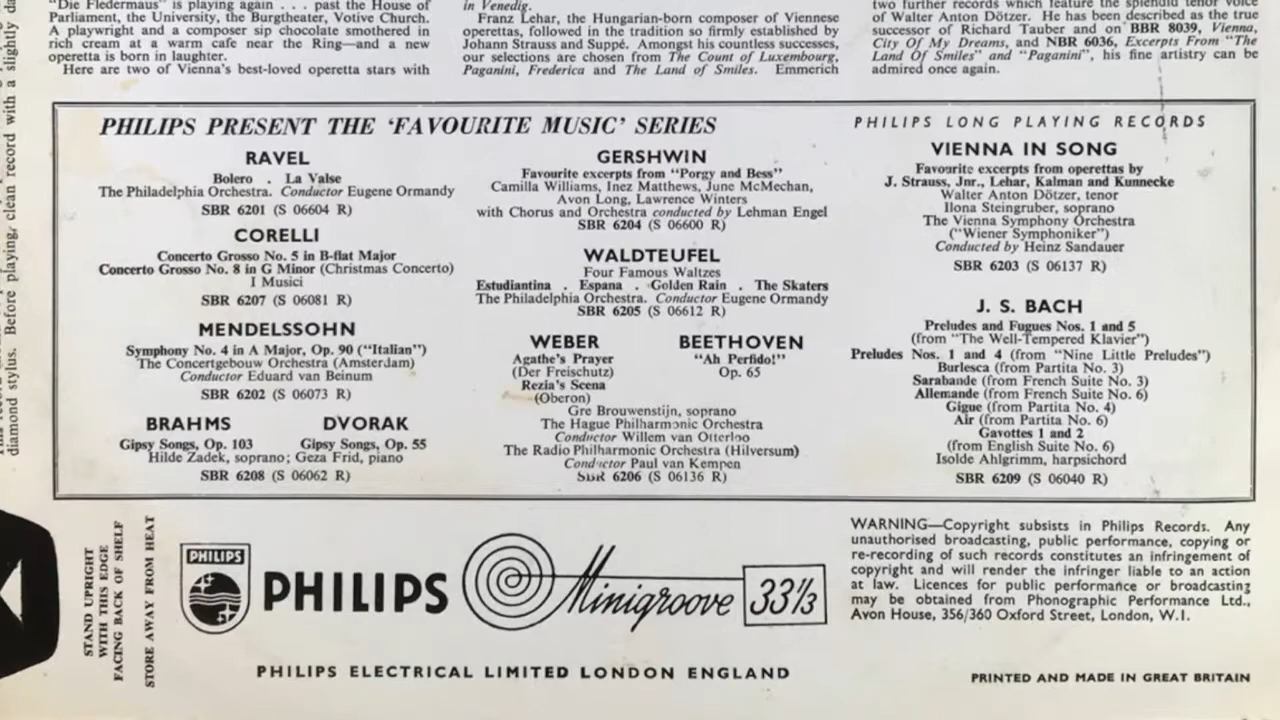 "Die Fledermaus" is playing again . . . past the House of
Parliament, the University, the Burgtheater, Votive Church.
A playwright and a composer sip chocolate smothered in
rich cream at a warm cafe near the Ring—and a new
operetta is born in laughter.
Here are two of Vienna's best-loved operetta stars with
in Venedig.
Franz Lehar, the Hungarian-born composer of Viennese
operettas, followed in the tradition so firmly established by
Johann Strauss and Suppé. Amongst his countless successes,
our selections are chosen from The Count of Luxembourg,
Paganini, Frederica and The Land of Smiles. Emmerich
two further records which feature the splendid tenor voice
of Walter Anton Dötzer. He has been described as the true
successor of Richard Tauber and on BBR 8039, Vienna,
City Of My Dreams, and NBR 6036, Excerpts From "The
Land Of Smiles" and "Paganini", his fine artistry can be
admired once again.
diamond stylus. Before playing, clean record with a slightly
PHILIPS PRESENT THE 'FAVOURITE MUSIC' SERIES
RAVEL
Bolero . La Valse
The Philadelphia Orchestra. Conductor Eugene Ormandy
SBR 6201 (S 06604 R)
CORELLI
Concerto Grosso No. 5 in B-flat Major
Concerto Grosso No. 8 in G Minor (Christmas Concerto)
I Musici
SBR 6207 (S 06081 R)
MENDELSSOHN
Symphony No. 4 in A Major, Op. 90 ("Italian")
The Concertgebouw Orchestra (Amsterdam)
Conductor Eduard van Beinum
SBR 6202 (S 06073 R)
BRAHMS
Gipsy Songs, Op. 103
DVORAK
Gipsy Songs, Op. 55
Hilde Zadek, soprano; Geza Frid, piano
SBR 6208 (S 06062 R)
GERSHWIN
Favourite excerpts from "Porgy and Bess"
Camilla Williams, Inez Matthews, June McMechan,
Avon Long, Lawrence Winters
with Chorus and Orchestra conducted by Lehman Engel
SBR 6204 (S 06600 R)
WALDTEUFEL
Four Famous Waltzes
Estudiantina . Espana . Golden Rain . The Skaters
The Philadelphia Orchestra. Conductor Eugene Ormandy
SBR 6205 (S 06612 R)
WEBER
Agathe's Prayer
(Der Freischutz)
Rezia's Scena
(Oberon)
BEETHOVEN
"Ah Perfido!"
Op. 65
Gre Brouwenstijn, soprano
The Hague Philharmonic Orchestra
Conductor Willem van Otterloo
The Radio Philharmonic Orchestra (Hilversum)
Conductor Paul van Kempen
SBR 6206 (S 06136 R)
PHILIPS LONG PLAYING RECORDS
VIENNA IN SONG
Favourite excerpts from operettas by
J. Strauss, Jnr., Lehar, Kalman and Kunnecke
Walter Anton Dötzer, tenor
Ilona Steingruber, soprano
The Vienna Symphony Orchestra
("Wiener Symphoniker")
Conducted by Heinz Sandauer
SBR 6203 (S 06137 R)
J. S. BACH
Preludes and Fugues Nos. 1 and 5
(from "The Well-Tempered Klavier")
Preludes Nos. 1 and 4 (from "Nine Little Preludes")
Burlesca (from Partita No. 3)
Sarabande (from French Suite No. 3)
Allemande (from French Suite No. 6)
Gigue (from Partita No. 4)
Air (from Partita No. 6)
Gavottes 1 and 2
(from English Suite No. 6)
Isolde Ahlgrimm, harpsichord
SBR 6209 (S 06040 R)
STAND UPRIGHT
WITH THIS EDGE
FACING BACK OF SHELF
STORE AWAY FROM HEAT
PHILIPS
PHILIPS Minigroove 33⅓
PHILIPS ELECTRICAL LIMITED LONDON ENGLAND
WARNING—Copyright subsists in Philips Records. Any
unauthorised broadcasting, public performance, copying or
re-recording of such records constitutes an infringement of
copyright and will render the infringer liable to an action
at law. Licences for public performance or broadcasting
may be obtained from Phonographic Performance Ltd.,
Avon House, 356/360 Oxford Street, London, W.I.
PRINTED AND MADE IN GREAT BRITAIN